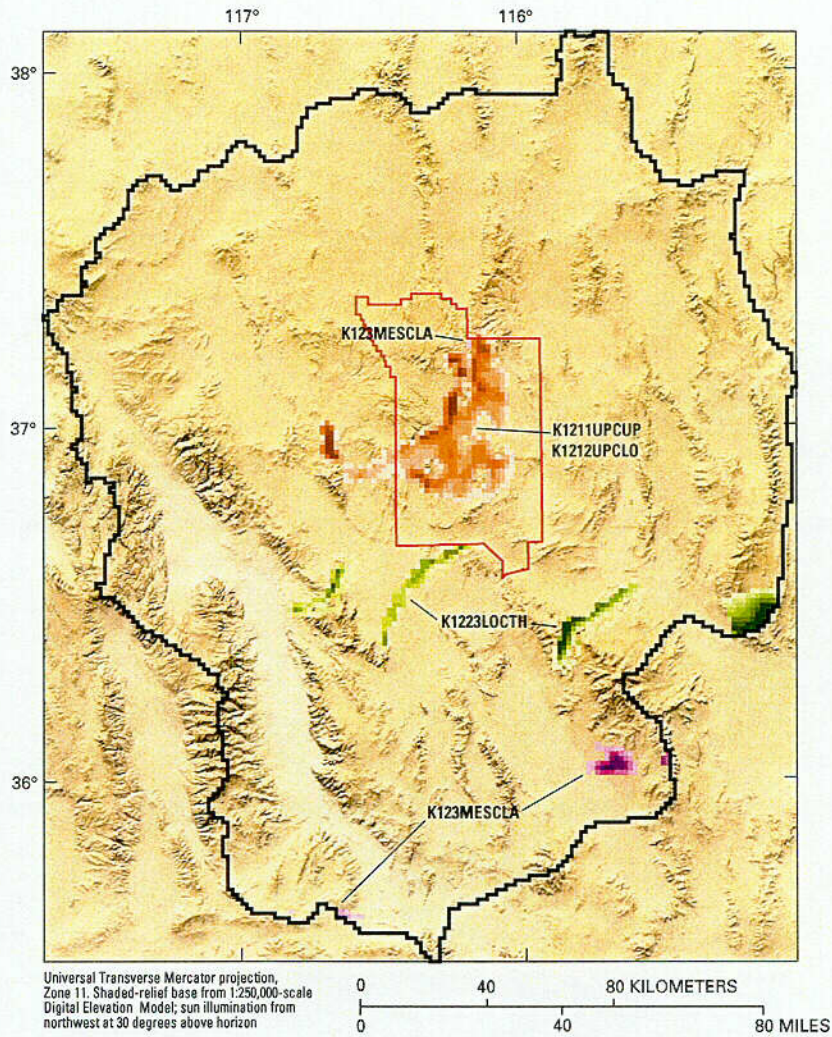 117° 116°
38°
K123MESCLA
37°
K1211UPCUP
K1212UPCLO
K1223LOCTH
36°
K123MESCLA
Universal Transverse Mercator projection,
Zone 11. Shaded-relief base from 1:250,000-scale
Digital Elevation Model; sun illumination from
northwest at 30 degrees above horizon
0 40 80 KILOMETERS
0 40 80 MILES